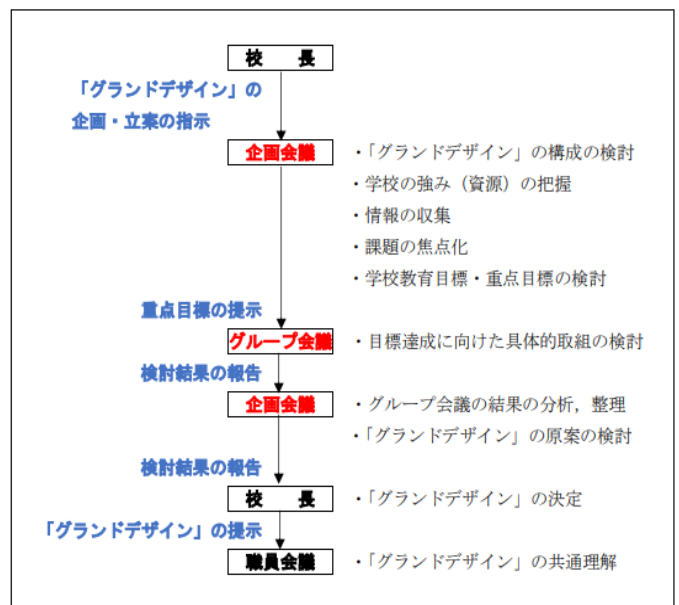 校　長
「グランドデザイン」の
企画・立案の指示
企画会議
・「グランドデザイン」の構成の検討
・学校の強み（資源）の把握
・情報の収集
・課題の焦点化
・学校教育目標・重点目標の検討
重点目標の提示
グループ会議
・目標達成に向けた具体的取組の検討
検討結果の報告
企画会議
・グループ会議の結果の分析，整理
・「グランドデザイン」の原案の検討
検討結果の報告
校　長
・「グランドデザイン」の決定
「グランドデザイン」の提示
職員会議
・「グランドデザイン」の共通理解